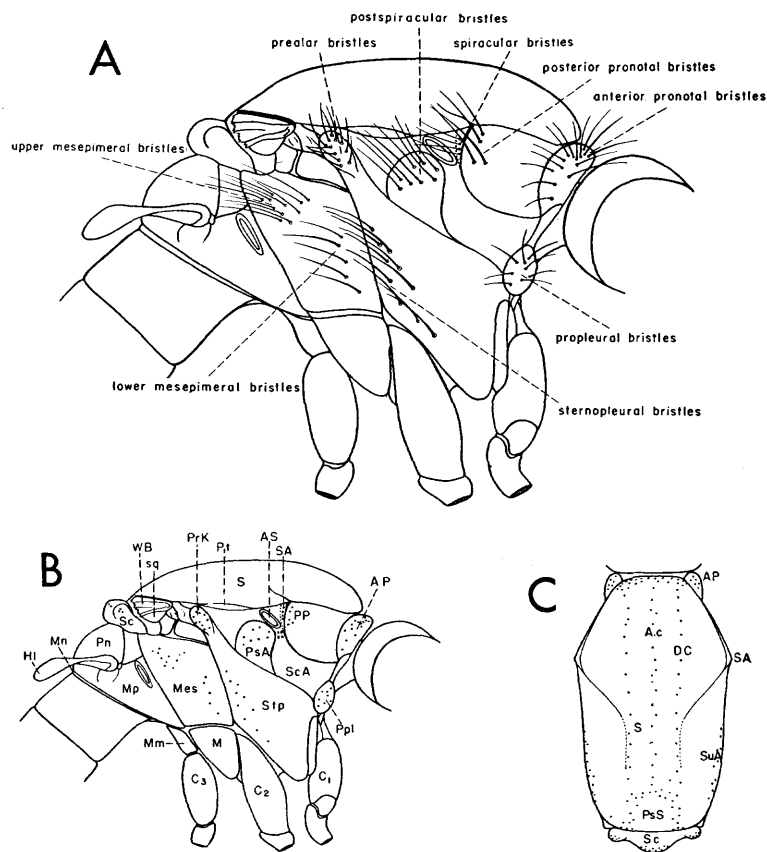 postspiracular bristles
prealar bristles
spiracular bristles
A
posterior pronotal bristles
anterior pronotal bristles
upper mesepimeral bristles
propleural bristles
lower mesepimeral bristles
sternopleural bristles
B
WB
sq
PrK
Pit
AS
SA
S
AP
Sc
PP
Pn
Mn
Hl
PsA
ScA
Mp
Mes
Stp
Ppl
Mm
M
C3
C2
C1
C
AP
Ac
DC
SA
S
SuA
PsS
Sc